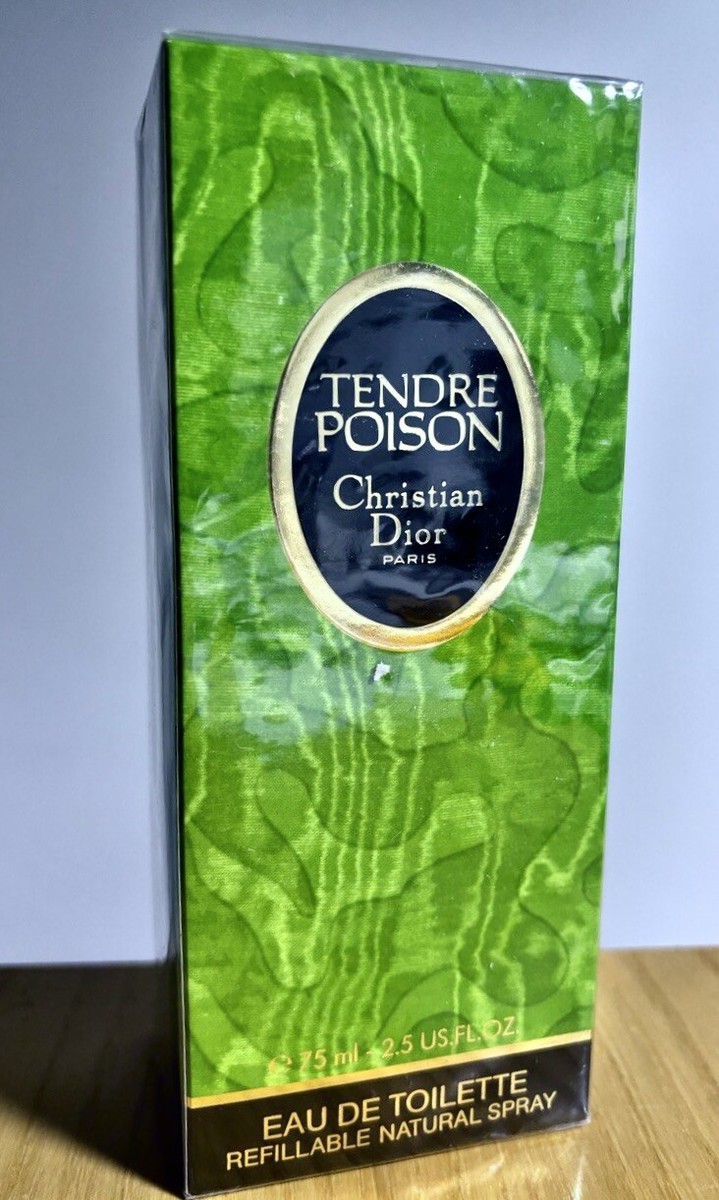 TENDRE
POISON
Christian
Dior
PARIS
℮ 75 ml - 2.5 US.FL.OZ.
EAU DE TOILETTE
REFILLABLE NATURAL SPRAY